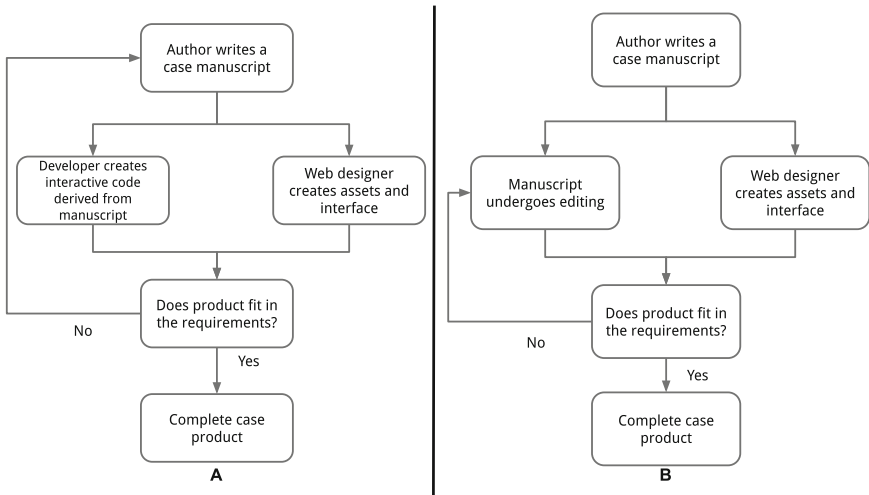 Author writes a
case manuscript
Developer creates
interactive code
derived from
manuscript
Web designer
creates assets and
interface
Does product fit in
the requirements?
No
Yes
Complete case
product
A
Author writes a
case manuscript
Manuscript
undergoes editing
Web designer
creates assets and
interface
Does product fit in
the requirements?
No
Yes
Complete case
product
B